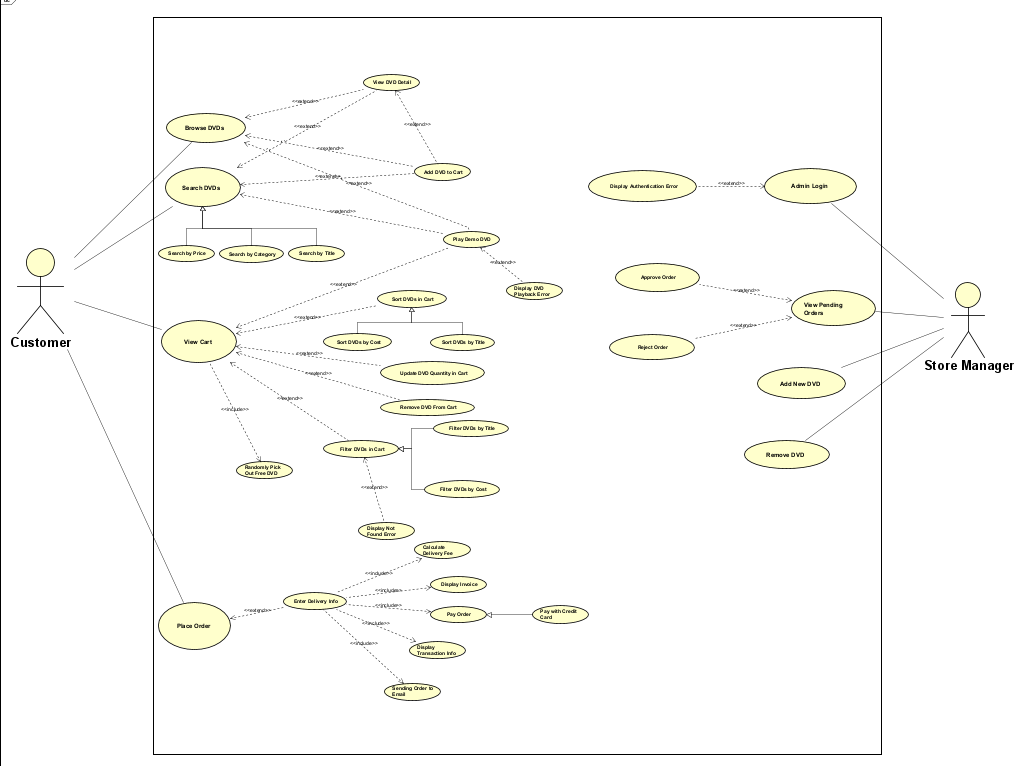 View DVD Detail
<<extend>>
Browse DVDs
<<extend>>
<<extend>>
<<extend>>
Add DVD to Cart
<<extend>>
<<extend>>
Search DVDs
<<extend>>
Search by Price
Search by Category
Search by Title
Play Demo DVD
<<extend>>
Display DVD
Playback Error
<<extend>>
Sort DVDs in Cart
<<extend>>
Sort DVDs by Cost
Sort DVDs by Title
View Cart
<<extend>>
Update DVD Quantity in Cart
<<extend>>
Remove DVD From Cart
<<extend>>
<<include>>
Filter DVDs by Title
Filter DVDs in Cart
Randomly Pick
Out Free DVD
Filter DVDs by Cost
<<extend>>
Display Not
Found Error
Customer
Calculate
Delivery Fee
<<include>>
Display Invoice
<<include>>
Enter Delivery Info
<<extend>>
<<include>>
Pay Order
Pay with Credit
Card
Place Order
<<include>>
Display
Transaction Info
<<include>>
Sending Order to
Email
Display Authentication Error
<<extend>>
Admin Login
Approve Order
<<extend>>
View Pending
Orders
<<extend>>
Reject Order
Add New DVD
Remove DVD
Store Manager